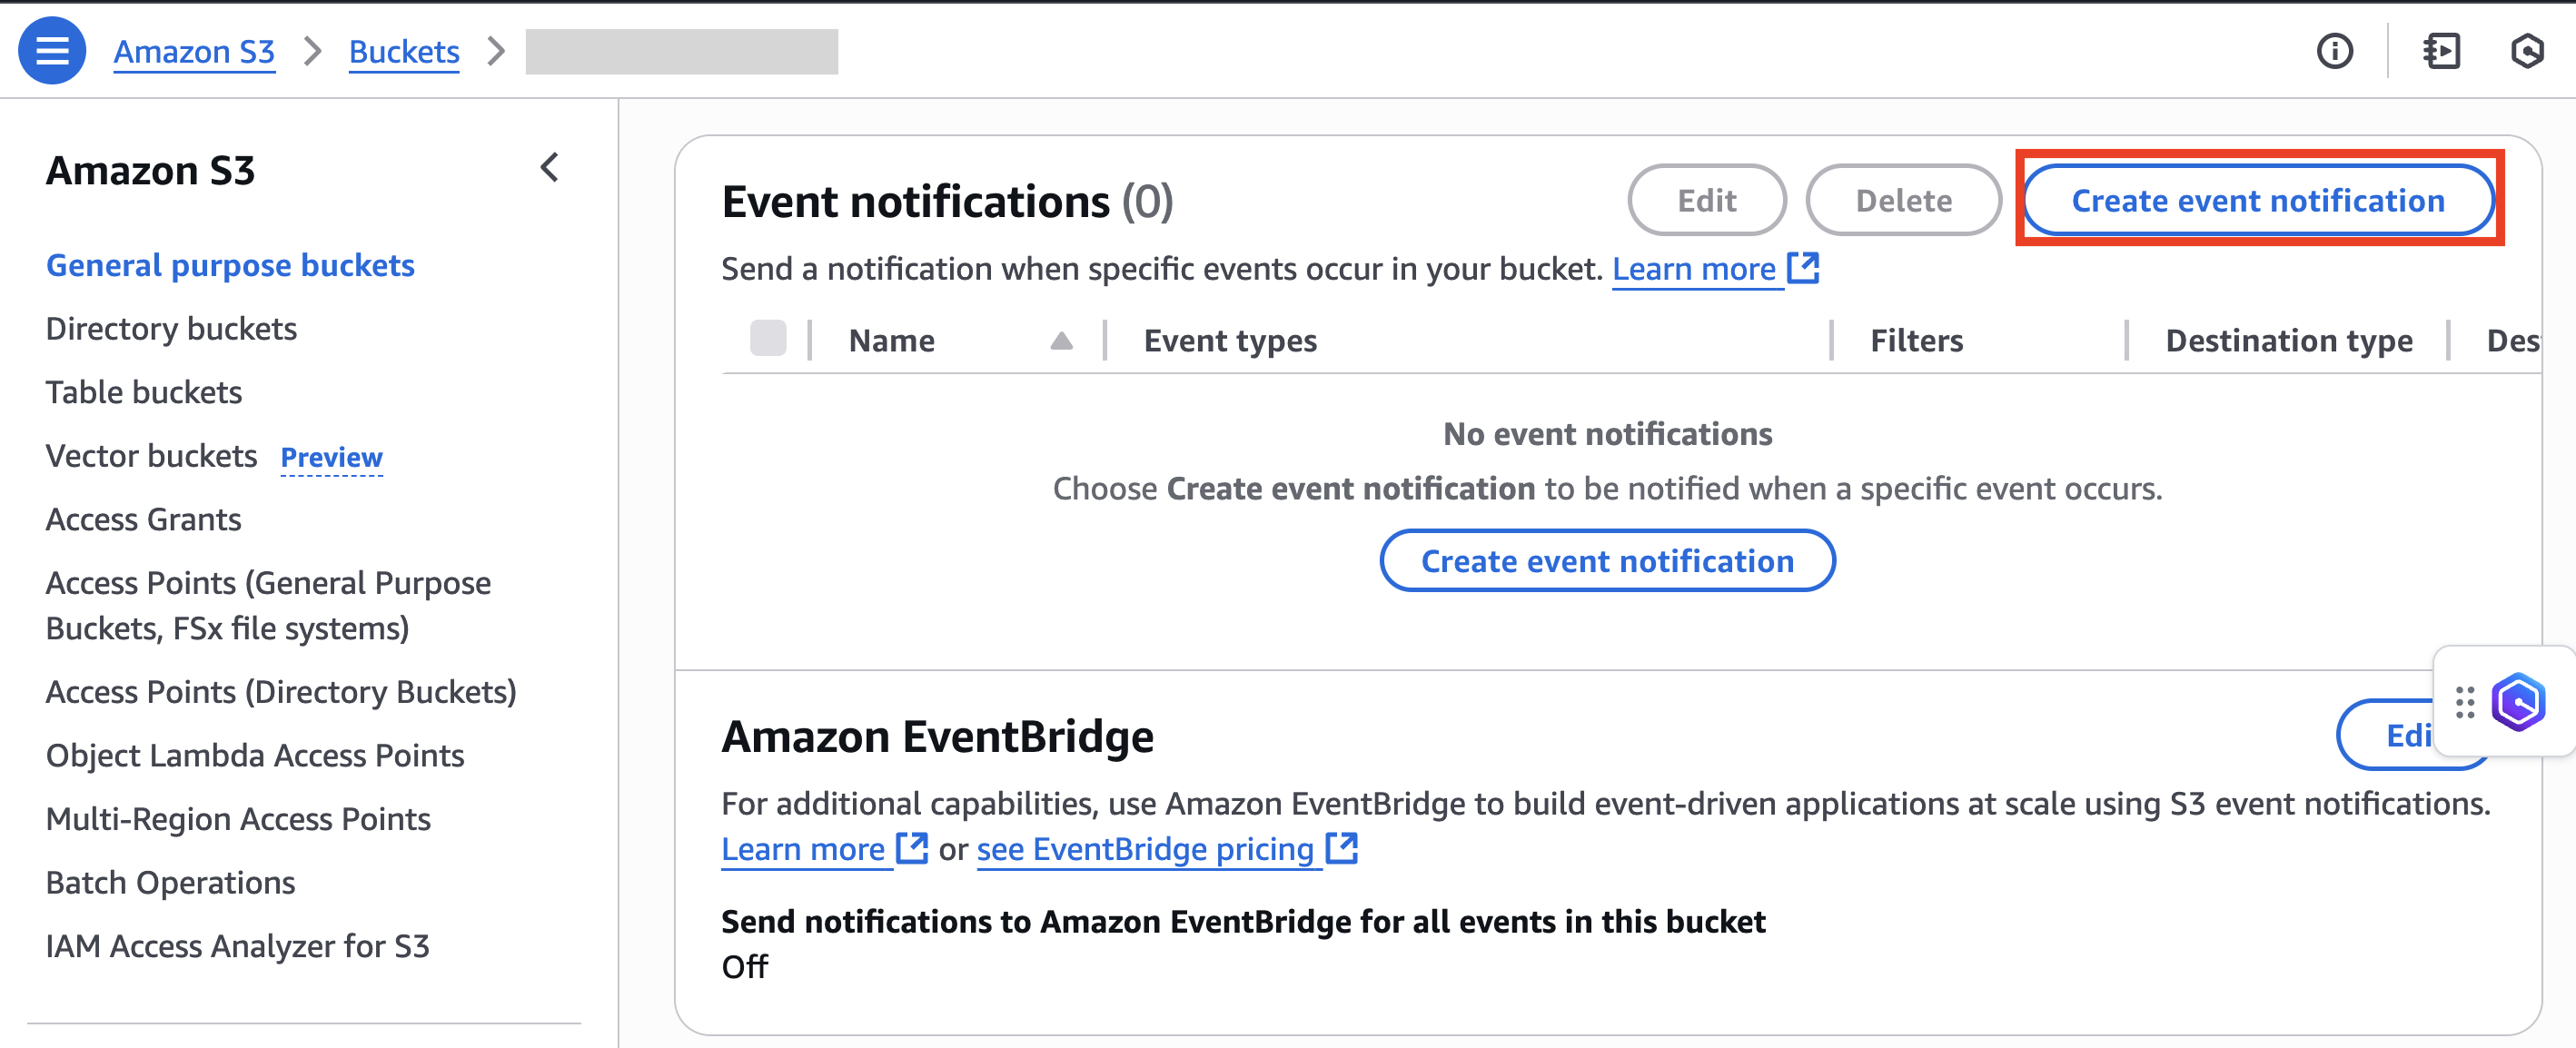 Amazon S3 > Buckets >
Amazon S3
General purpose buckets
Directory buckets
Table buckets
Vector buckets Preview
Access Grants
Access Points (General Purpose
Buckets, FSx file systems)
Access Points (Directory Buckets)
Object Lambda Access Points
Multi-Region Access Points
Batch Operations
IAM Access Analyzer for S3
Event notifications (0)
Edit
Delete
Create event notification
Send a notification when specific events occur in your bucket. Learn more
Name Event types Filters Destination type Des
No event notifications
Choose Create event notification to be notified when a specific event occurs.
Create event notification
Amazon EventBridge
Edi
For additional capabilities, use Amazon EventBridge to build event-driven applications at scale using S3 event notifications.
Learn more or see EventBridge pricing
Send notifications to Amazon EventBridge for all events in this bucket
Off